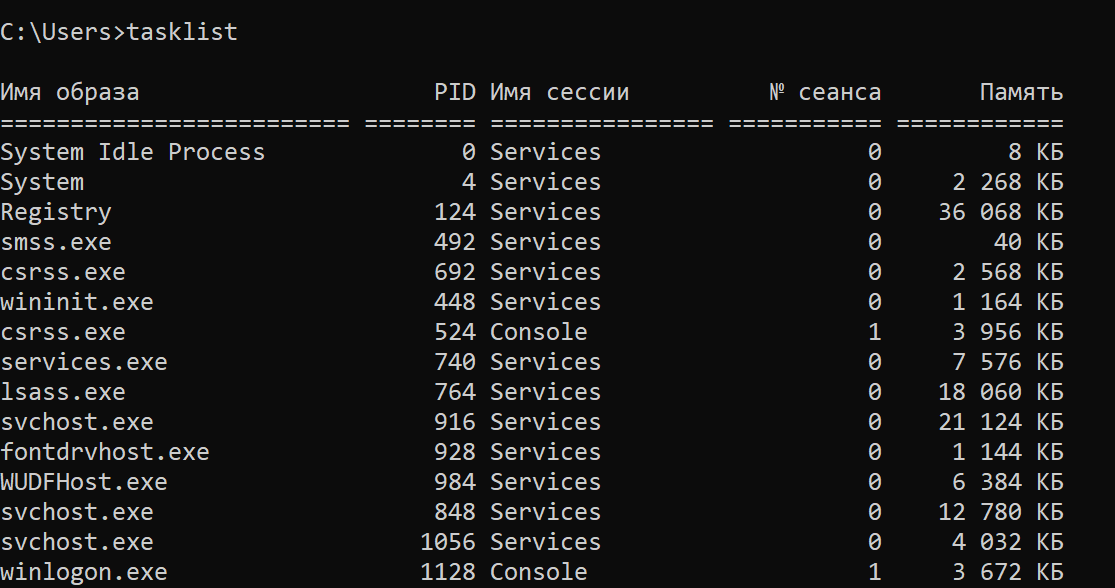 C:\Users>tasklist
Имя образа                     PID Имя сессии          № сеанса       Память
========================= ======== ================ =========== ============
System Idle Process              0 Services                   0         8 КБ
System                           4 Services                   0     2 268 КБ
Registry                       124 Services                   0    36 068 КБ
smss.exe                       492 Services                   0        40 КБ
csrss.exe                      692 Services                   0     2 568 КБ
wininit.exe                    448 Services                   0     1 164 КБ
csrss.exe                      524 Console                    1     3 956 КБ
services.exe                   740 Services                   0     7 576 КБ
lsass.exe                      764 Services                   0    18 060 КБ
svchost.exe                    916 Services                   0    21 124 КБ
fontdrvhost.exe                928 Services                   0     1 144 КБ
WUDFHost.exe                   984 Services                   0     6 384 КБ
svchost.exe                    848 Services                   0    12 780 КБ
svchost.exe                   1056 Services                   0     4 032 КБ
winlogon.exe                  1128 Console                    1     3 672 КБ